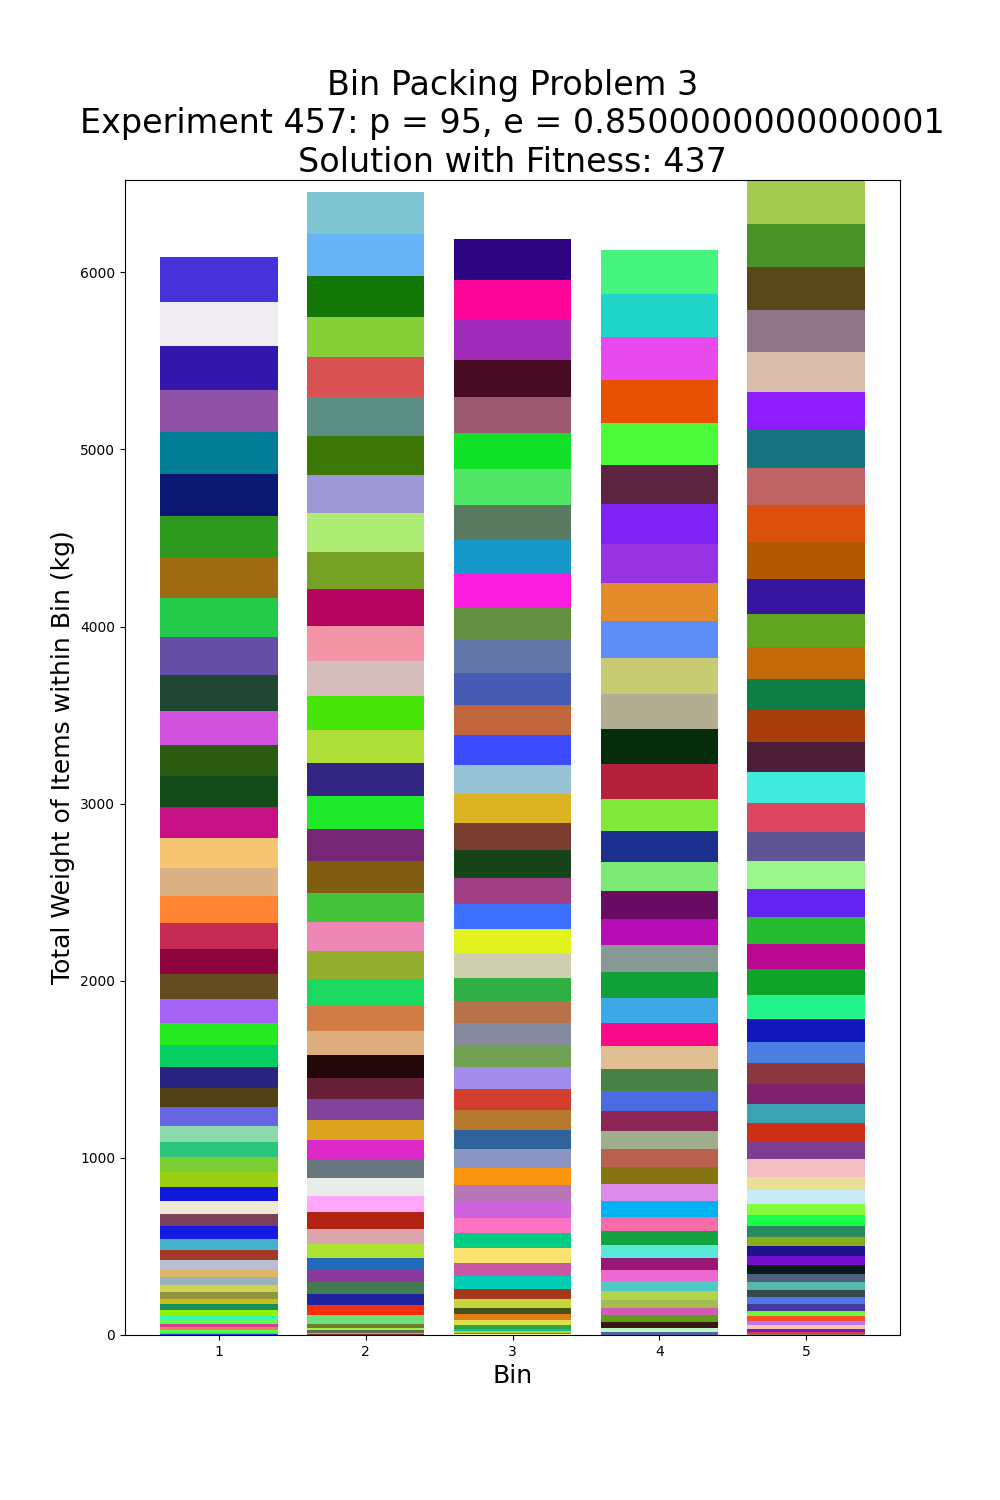 Bin Packing Problem 3
Experiment 457: p = 95, e = 0.8500000000000001
Solution with Fitness: 437
Total Weight of Items within Bin (kg)
6000
5000
4000
3000
2000
1000
0
1 2 3 4 5
Bin